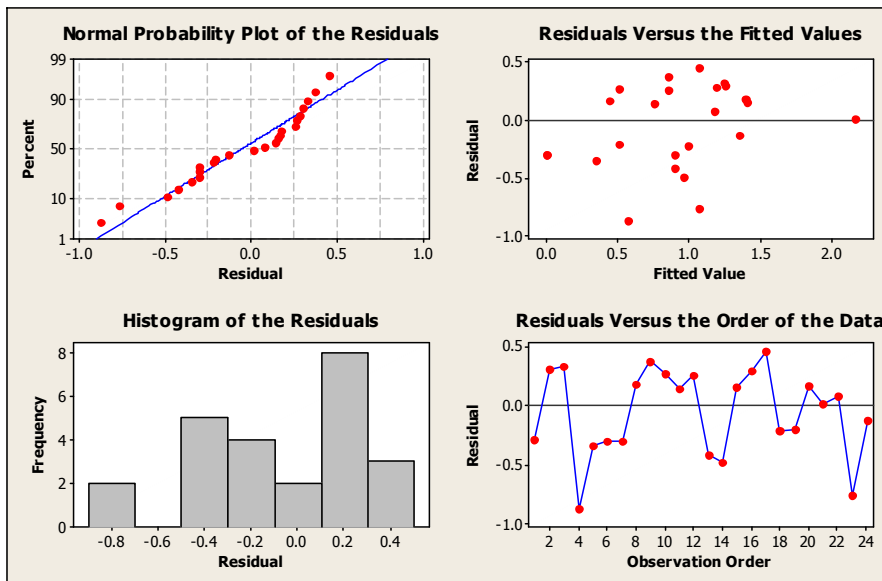 Normal Probability Plot of the Residuals
99
90
50
10
1
Percent
-1.0 -0.5 0.0 0.5 1.0
Residual
Residuals Versus the Fitted Values
0.5
0.0
-0.5
-1.0
Residual
0.0 0.5 1.0 1.5 2.0
Fitted Value
Histogram of the Residuals
8
6
4
2
0
Frequency
-0.8 -0.6 -0.4 -0.2 0.0 0.2 0.4
Residual
Residuals Versus the Order of the Data
0.5
0.0
-0.5
-1.0
Residual
2 4 6 8 10 12 14 16 18 20 22 24
Observation Order